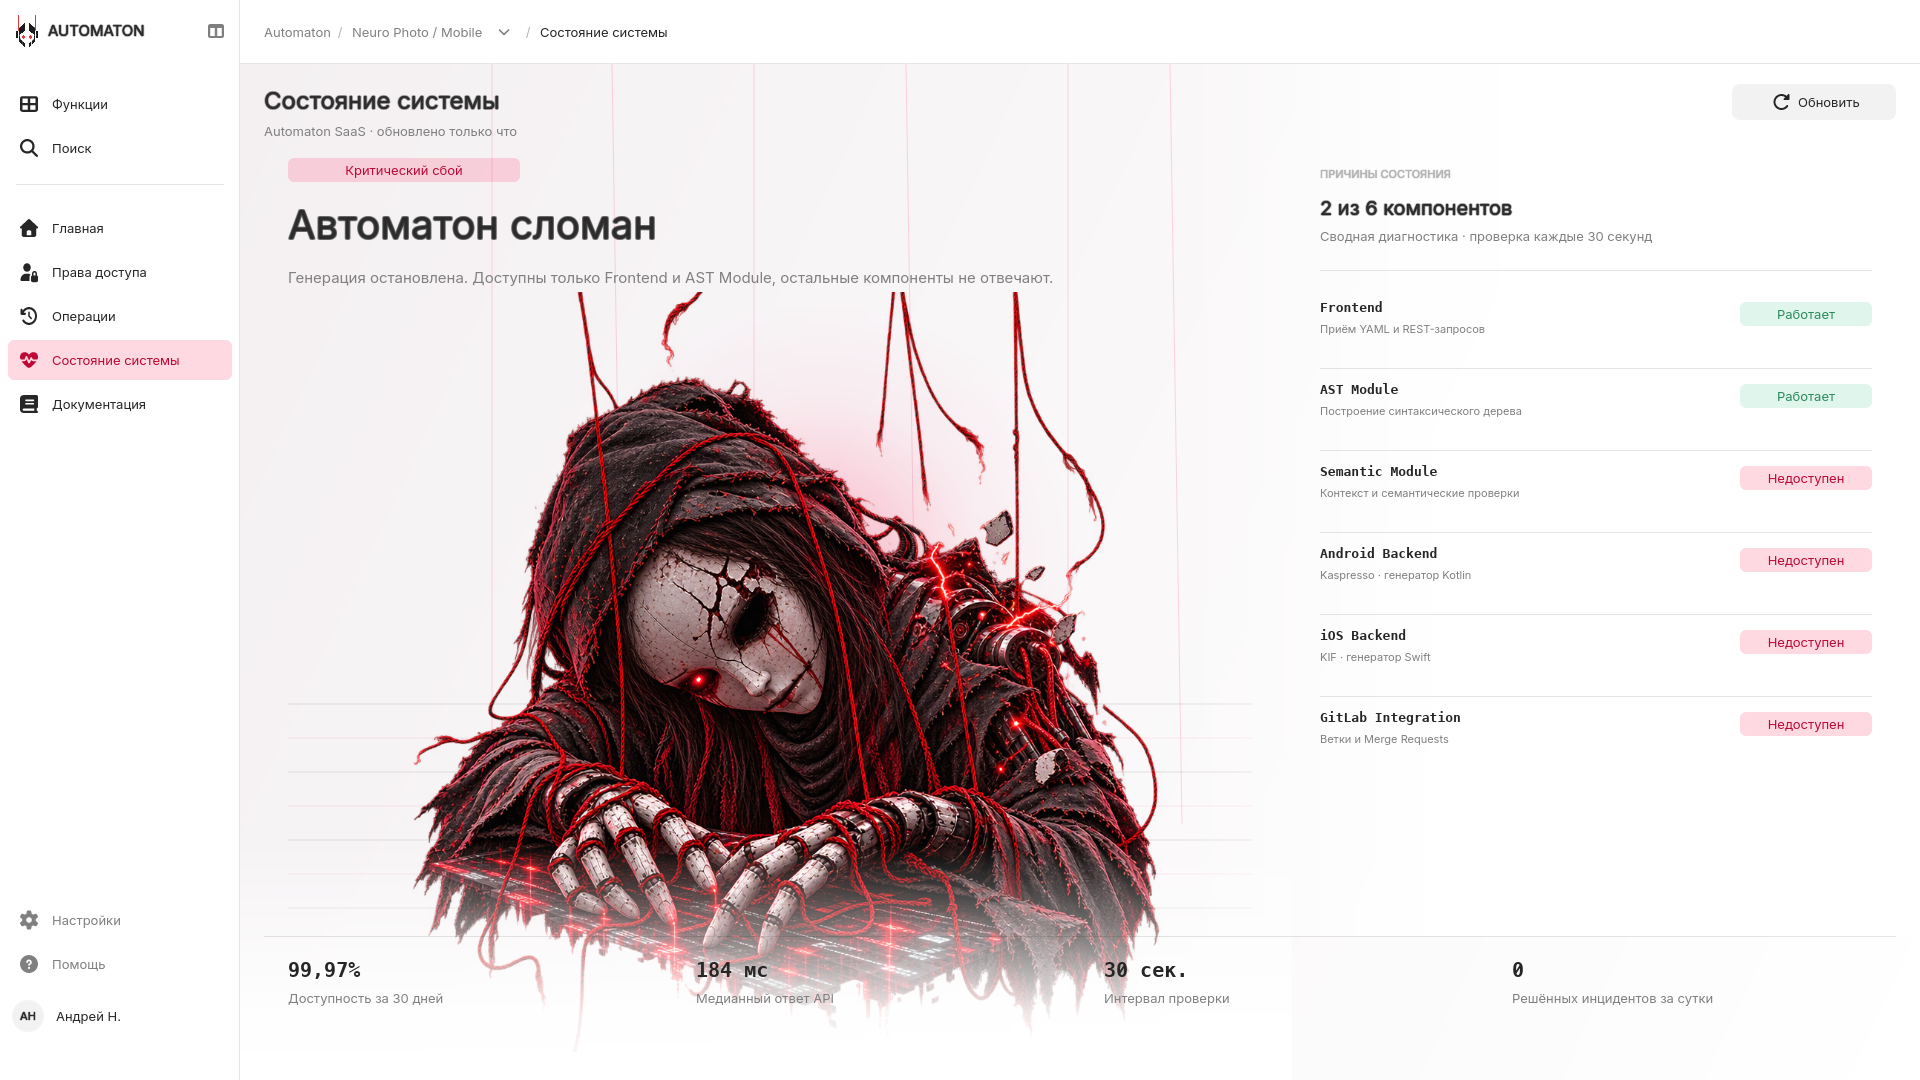 AUTOMATON
Функции
Поиск
Главная
Права доступа
Операции
Состояние системы
Документация
Настройки
Помощь
АН
Андрей Н.
Automaton / Neuro Photo / Mobile / Состояние системы
Состояние системы
Automaton SaaS · обновлено только что
Обновить
Критический сбой
Автоматон сломан
Генерация остановлена. Доступны только Frontend и AST Module, остальные компоненты не отвечают.
ПРИЧИНЫ СОСТОЯНИЯ
2 из 6 компонентов
Сводная диагностика · проверка каждые 30 секунд
Frontend
Работает
Приём YAML и REST-запросов
AST Module
Работает
Построение синтаксического дерева
Semantic Module
Недоступен
Контекст и семантические проверки
Android Backend
Недоступен
Kaspresso · генератор Kotlin
iOS Backend
Недоступен
KIF · генератор Swift
GitLab Integration
Недоступен
Ветки и Merge Requests
99,97%
Доступность за 30 дней
184 мс
Медианный ответ API
30 сек.
Интервал проверки
0
Решённых инцидентов за сутки